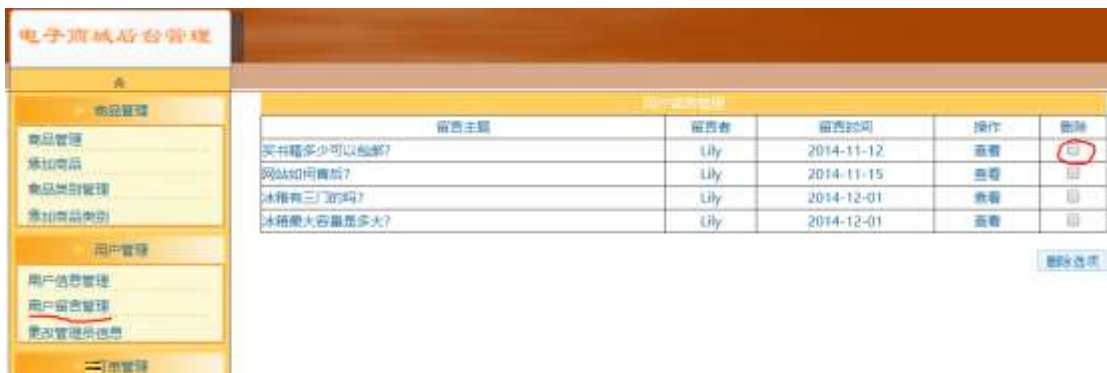 电子商城后台管理
商品管理
商品管理
添加商品
商品类别管理
添加商品类别
用户管理
用户信息管理
用户留言管理
更改管理员信息
用户留言管理
留言主题 留言者 留言时间 操作 删除
买书籍多少可以包邮? Lily 2014-11-12 查看
网站如何售后? Lily 2014-11-15 查看
冰箱有三门的吗? Lily 2014-12-01 查看
冰箱最大容量是多大? Lily 2014-12-01 查看
删除选项